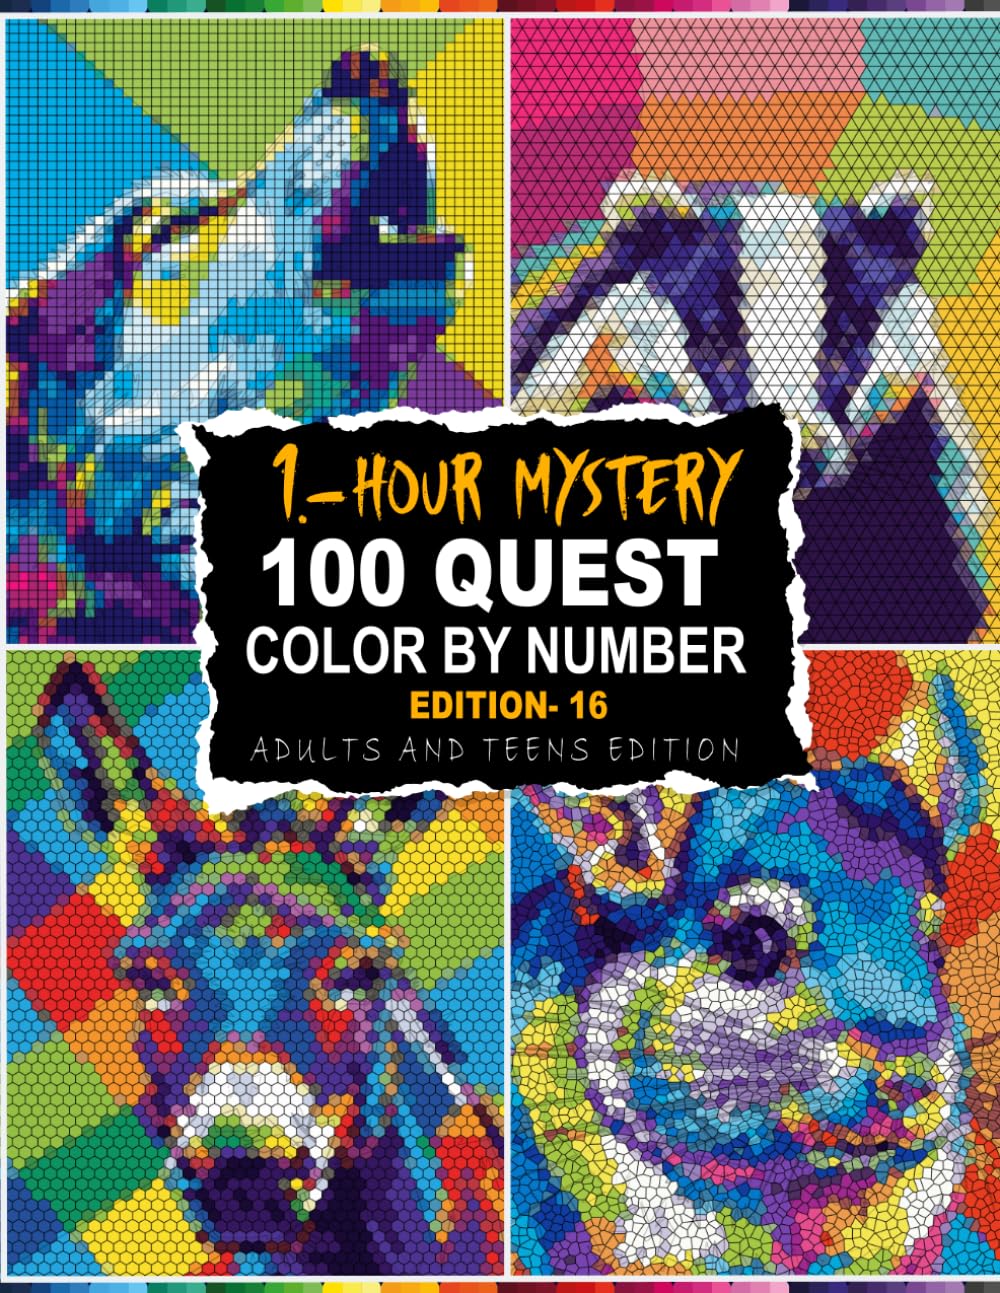 1.-HOUR MYSTERY
100 QUEST
COLOR BY NUMBER
EDITION- 16
ADULTS AND TEENS EDITION